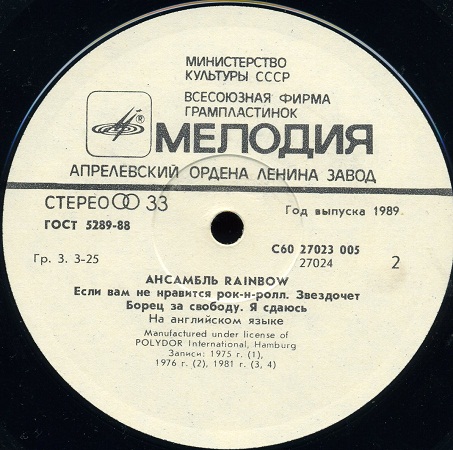 МИНИСТЕРСТВО
КУЛЬТУРЫ СССР
ВСЕСОЮЗНАЯ ФИРМА
ГРАМПЛАСТИНОК
® МЕЛОДИЯ
АПРЕЛЕВСКИЙ ОРДЕНА ЛЕНИНА ЗАВОД
СТЕРЕО 33
Год выпуска 1989
ГОСТ 5289-88
С60 27023 005
Гр. 3. 3-25
27024
2
АНСАМБЛЬ RAINBOW
Если вам не нравится рок-н-ролл. Звездочет
Борец за свободу. Я сдаюсь
На английском языке
Manufactured under license of
POLYDOR International, Hamburg
Записи: 1975 г. (1),
1976 г. (2), 1981 г. (3, 4)